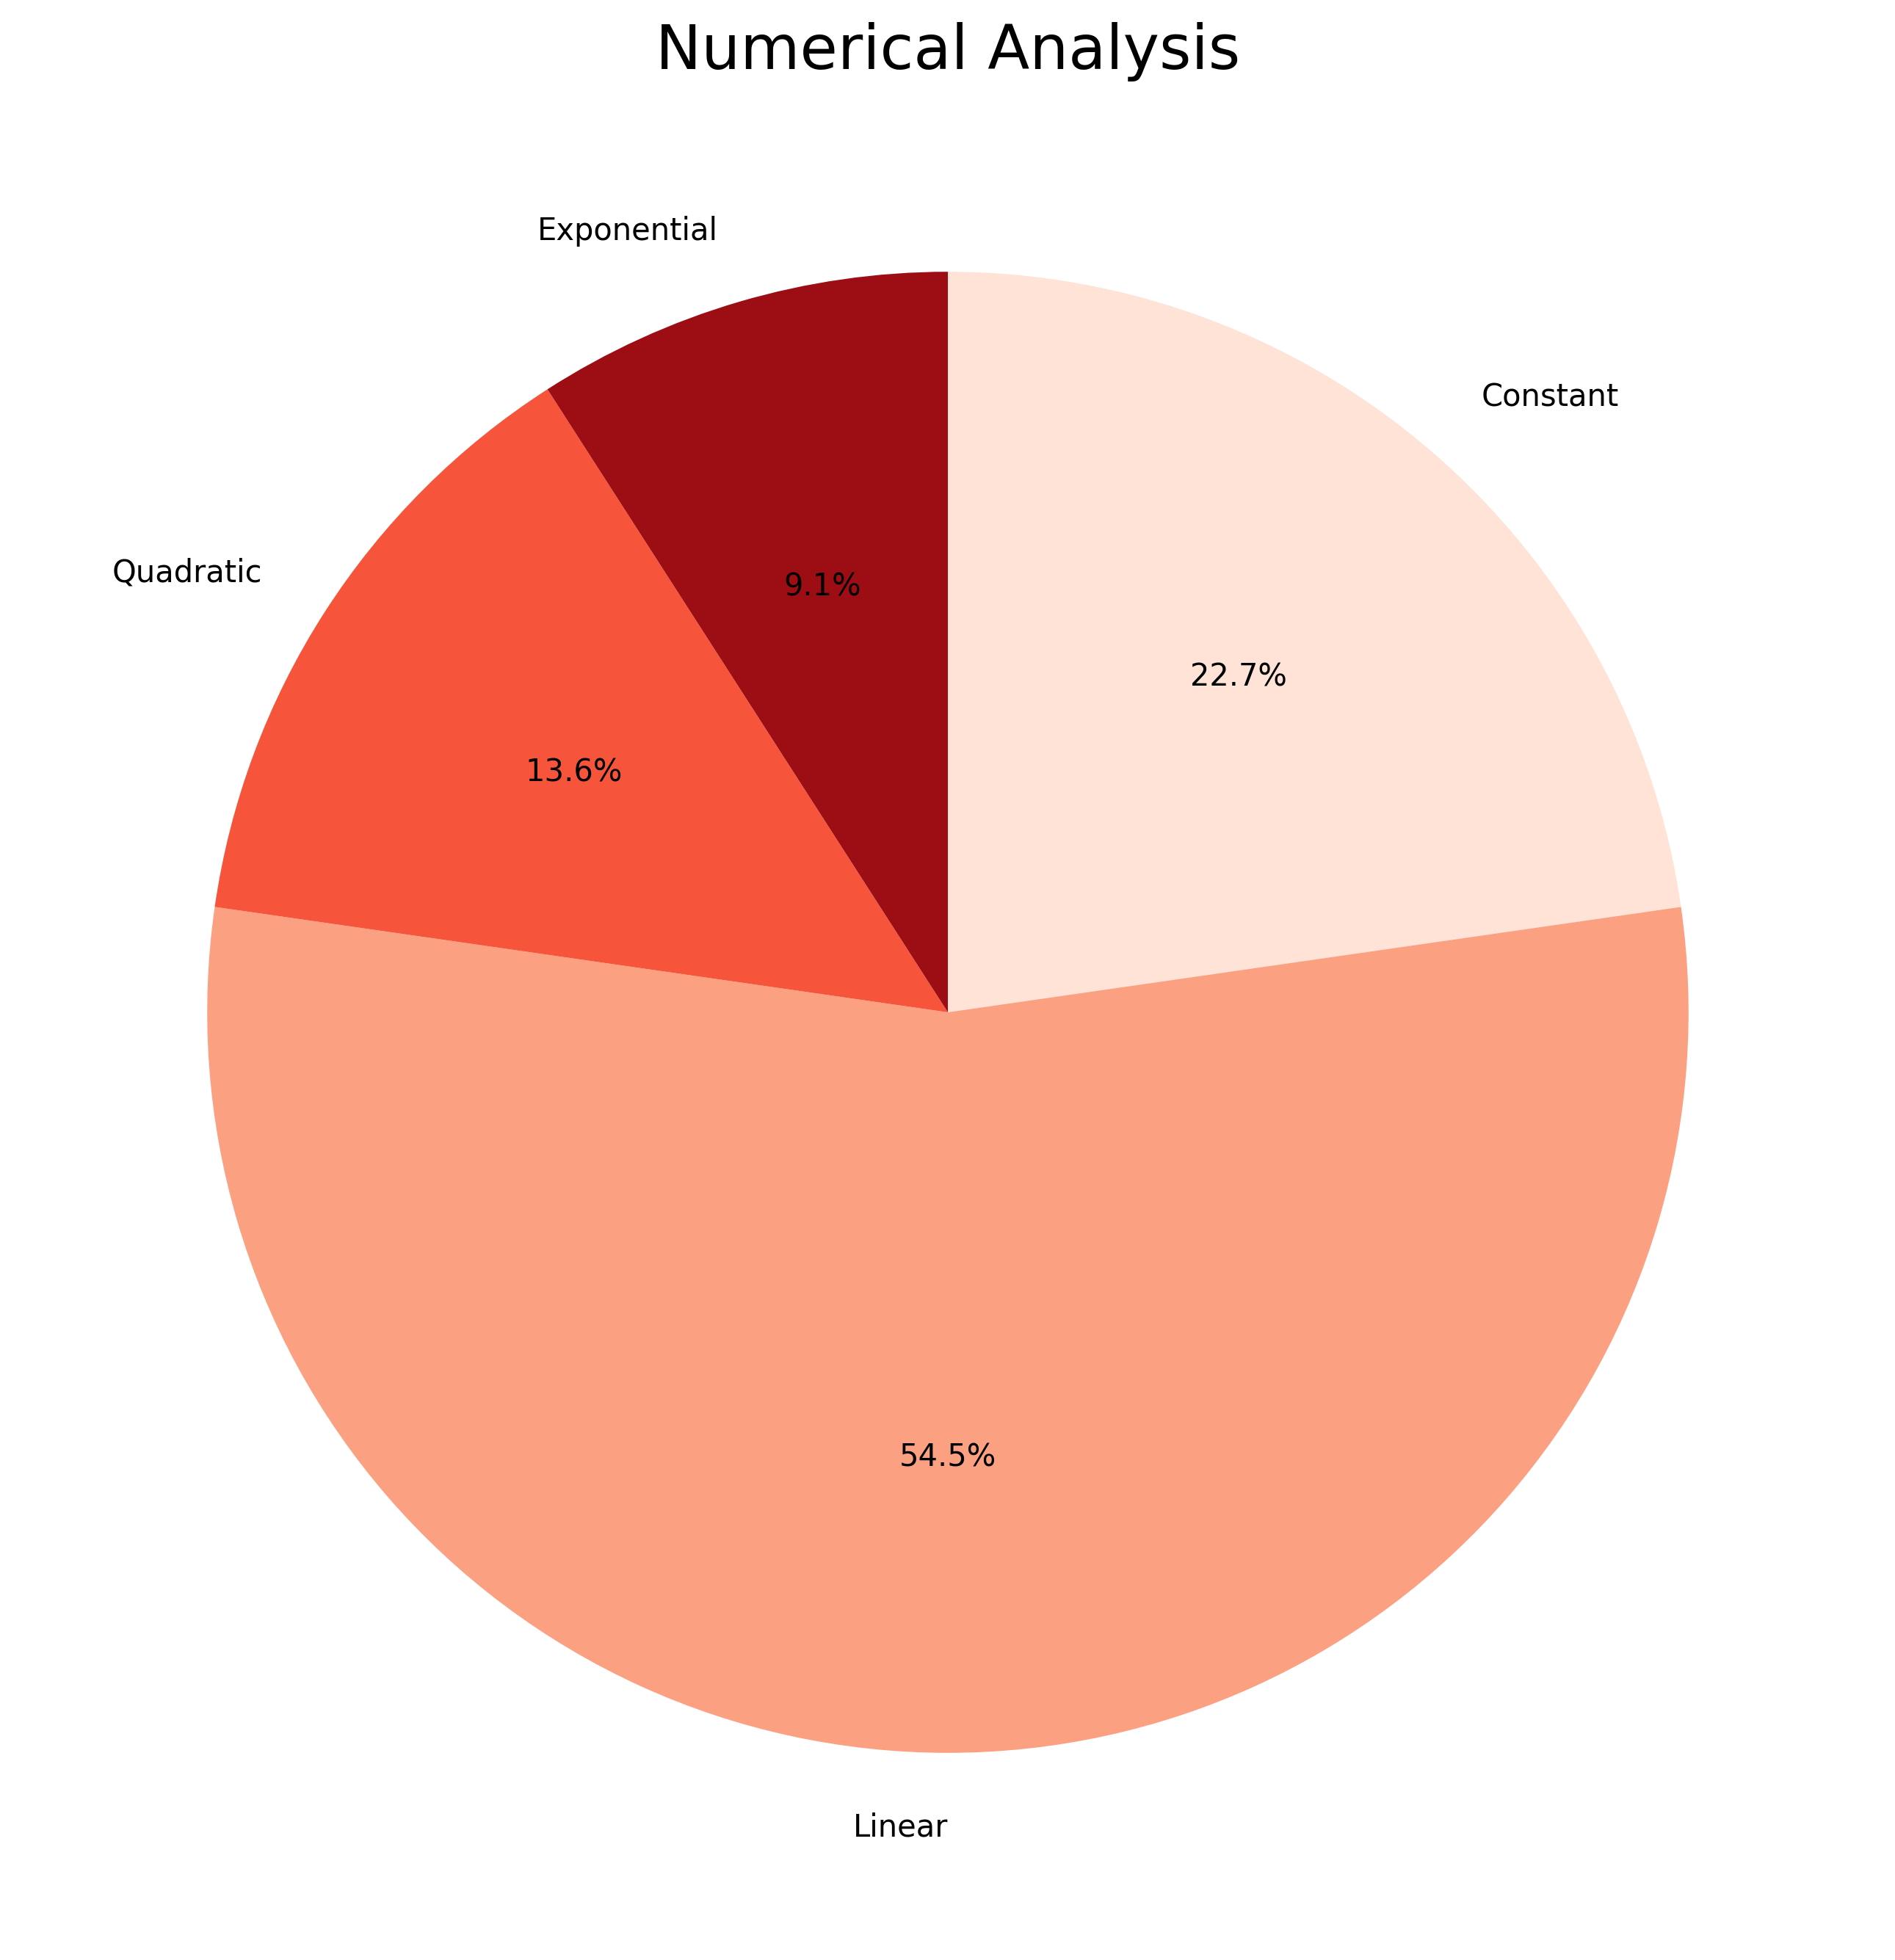 Numerical Analysis
Exponential
Constant
Quadratic
9.1%
22.7%
13.6%
54.5%
Linear